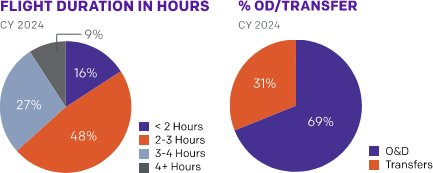 FLIGHT DURATION IN HOURS
CY 2024
9%
16%
27%
48%
< 2 Hours
2-3 Hours
3-4 Hours
4+ Hours
% OD/TRANSFER
CY 2024
31%
69%
O&D
Transfers